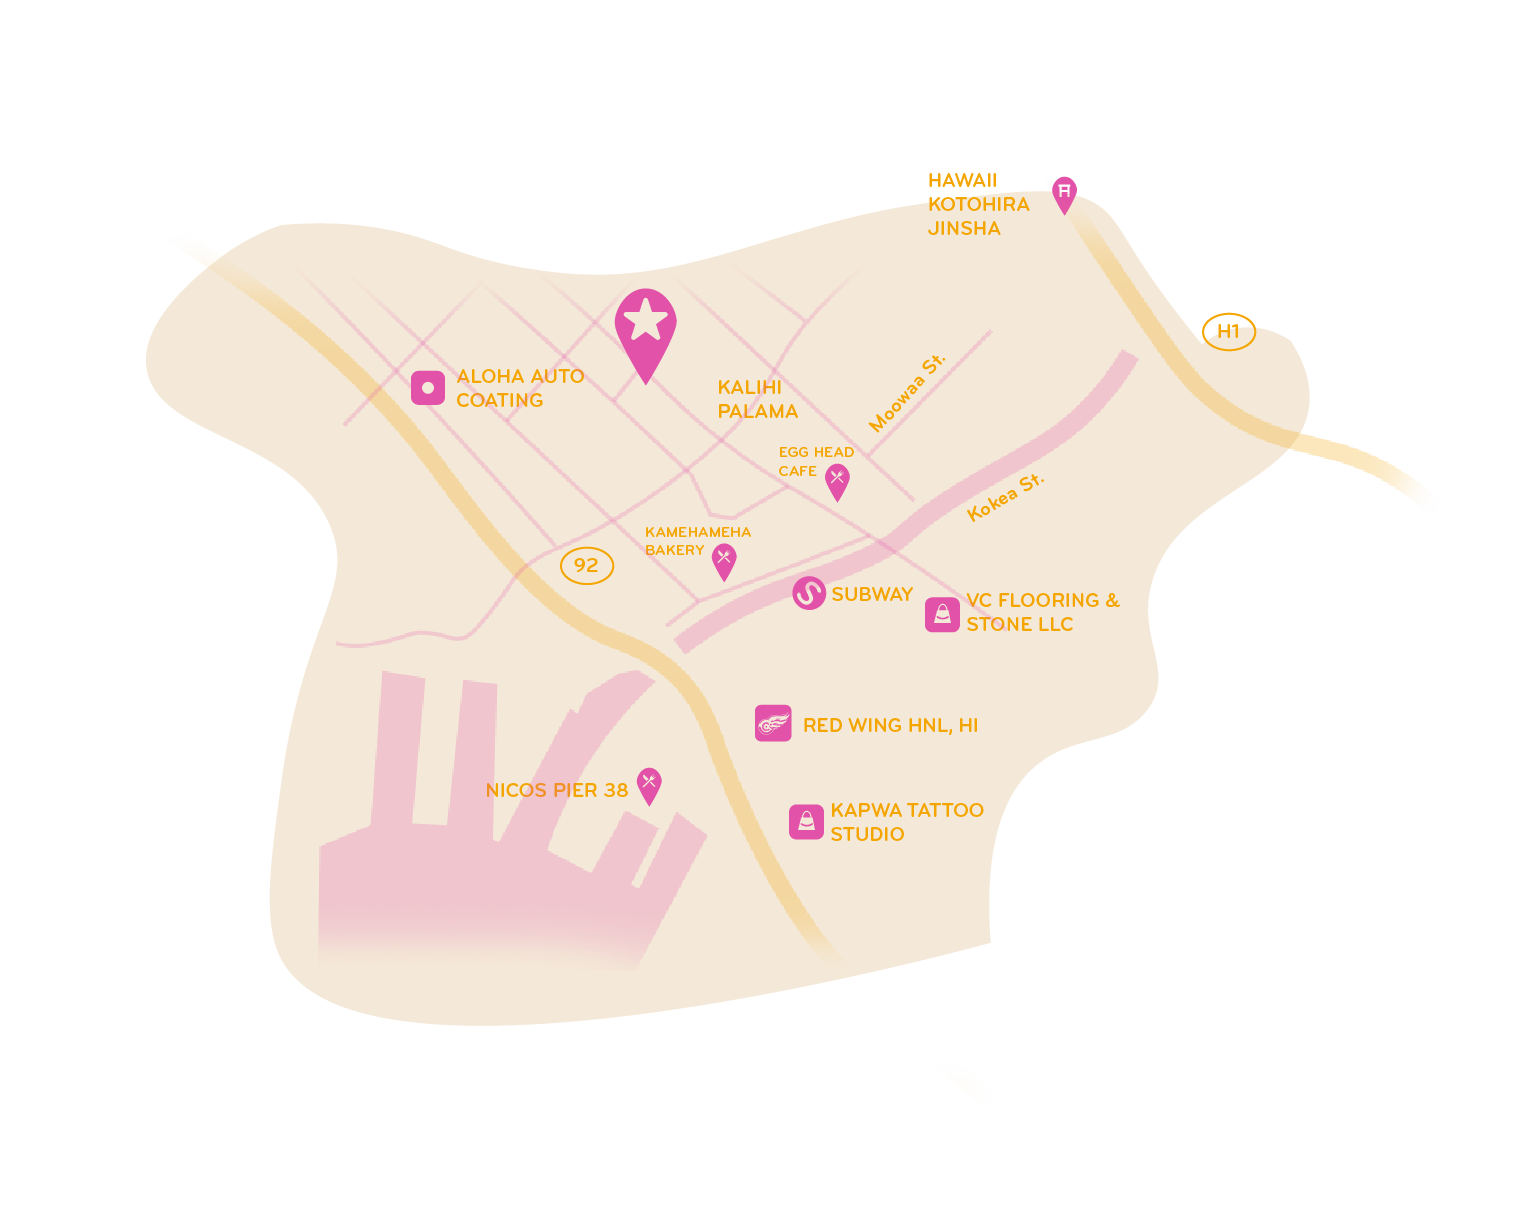 HAWAII
KOTOHIRA
JINSHA
H1
ALOHA AUTO
COATING
KALIHI
PALAMA
Moowaa St.
EGG HEAD
CAFE
Kokea St.
KAMEHAMEHA
BAKERY
92
SUBWAY
VC FLOORING &
STONE LLC
RED WING HNL, HI
NICOS PIER 38
KAPWA TATTOO
STUDIO